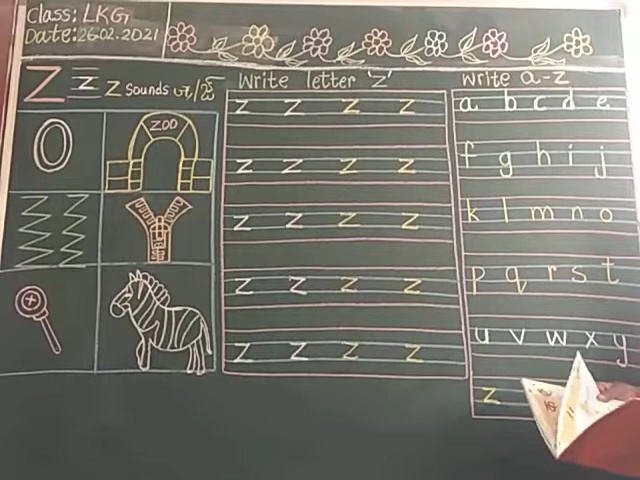 Class: LKG
Date: 26.02.2021
Z Z z Sounds
ZOO
Write letter 'z'
z z z z
z z z z
z z z z
z z z z
z z z z
write a-z
a b c d e
f g h i j
k l m n o
p q r s t
u v w x y
z